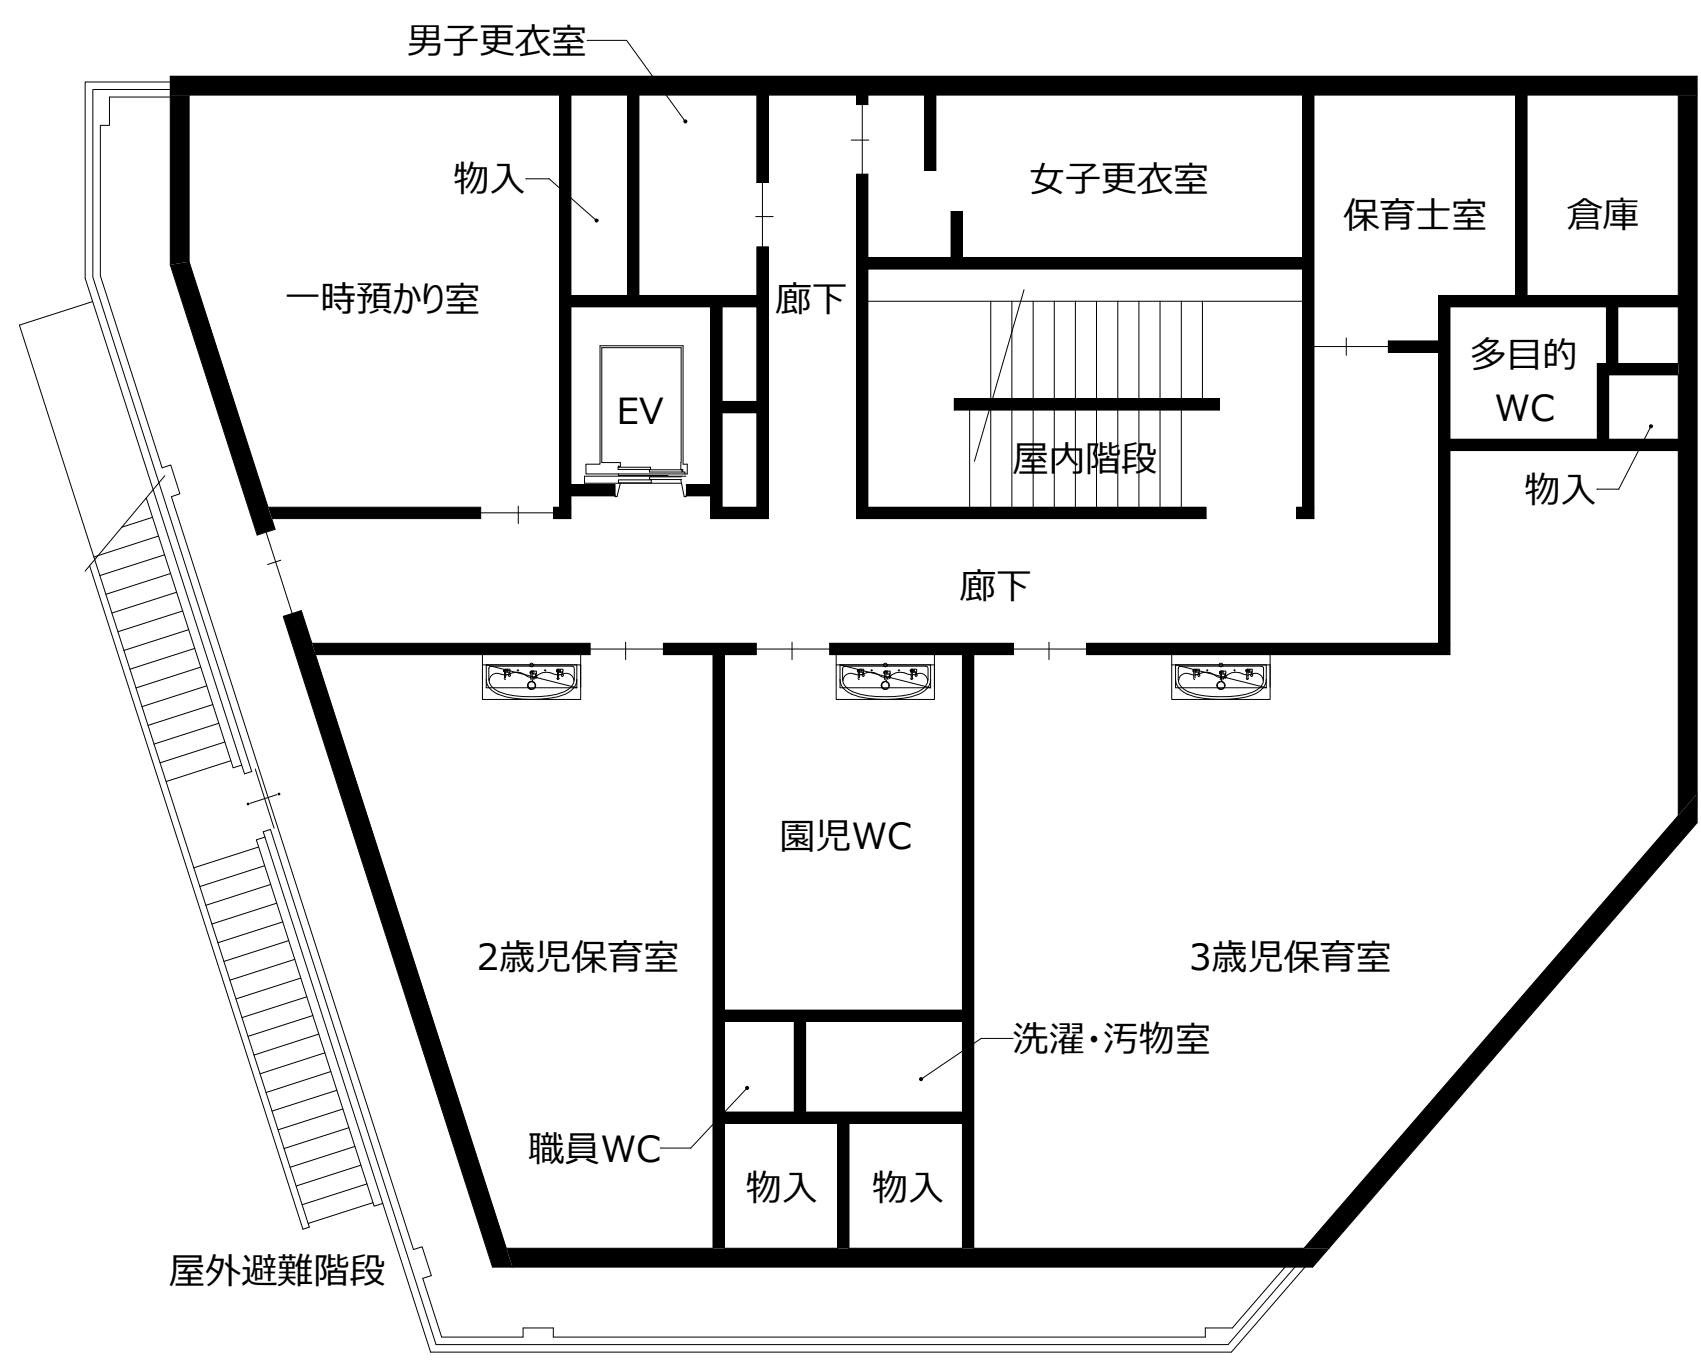 男子更衣室
物入
女子更衣室
保育士室
倉庫
一時預かり室
廊下
多目的
WC
EV
屋内階段
物入
廊下
園児WC
2歳児保育室
3歳児保育室
洗濯・汚物室
職員WC
物入
物入
屋外避難階段